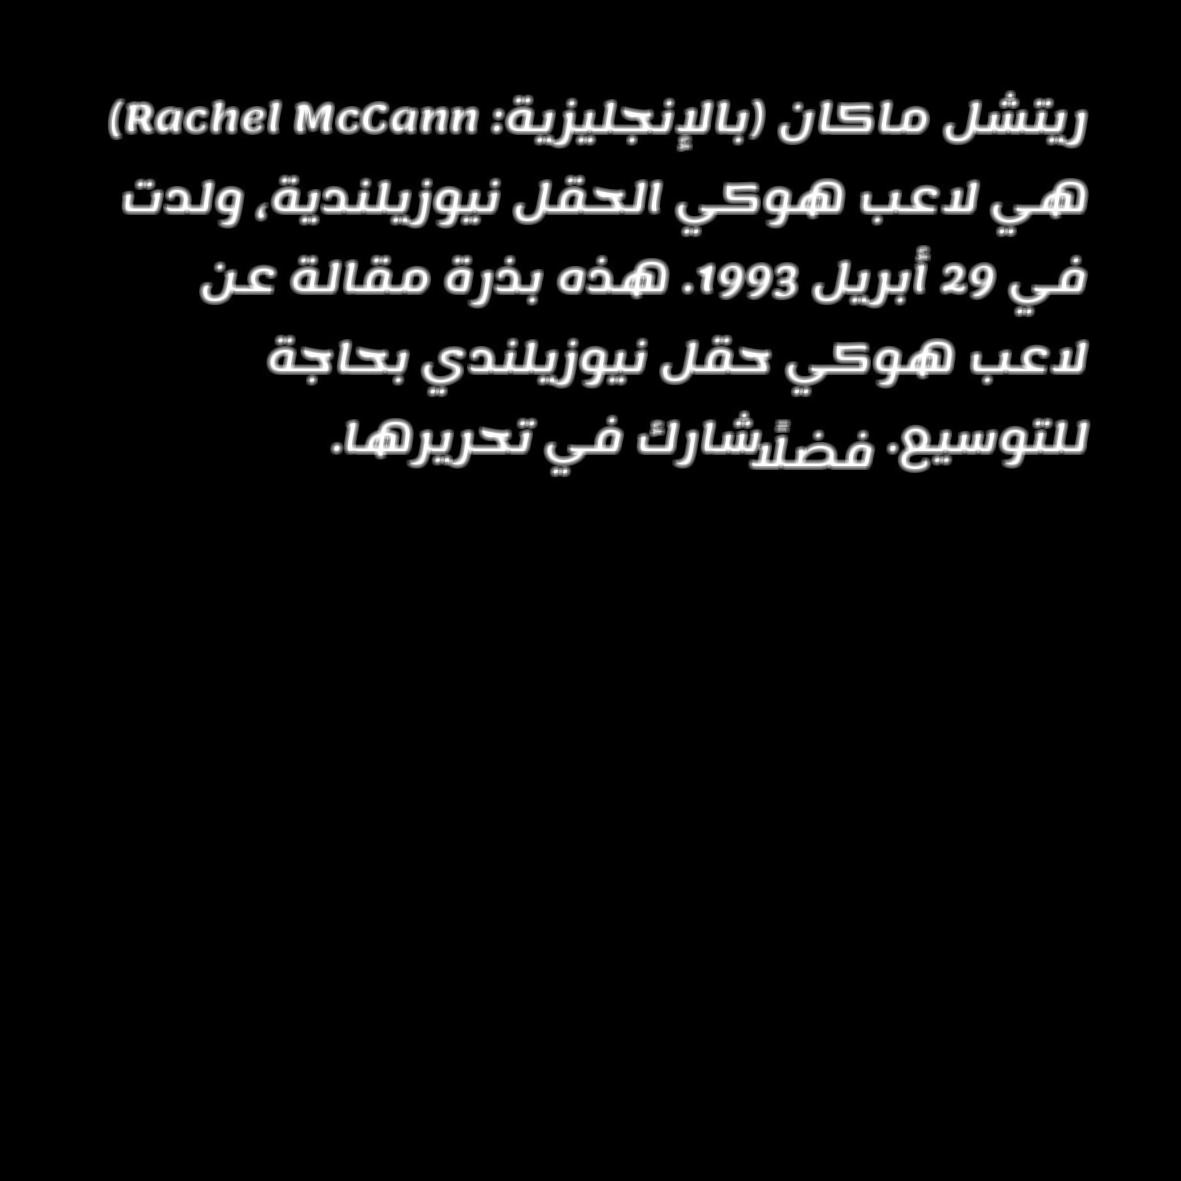 ريتشل ماكان (بالإنجليزية: Rachel McCann)
هي لاعب هوكي الحقل نيوزيلندية، ولدت
في 29 أبريل 1993. هذه بذرة مقالة عن
لاعب هوكي حقل نيوزيلندي بحاجة
للتوسيع. فضلًا شارك في تحريرها.